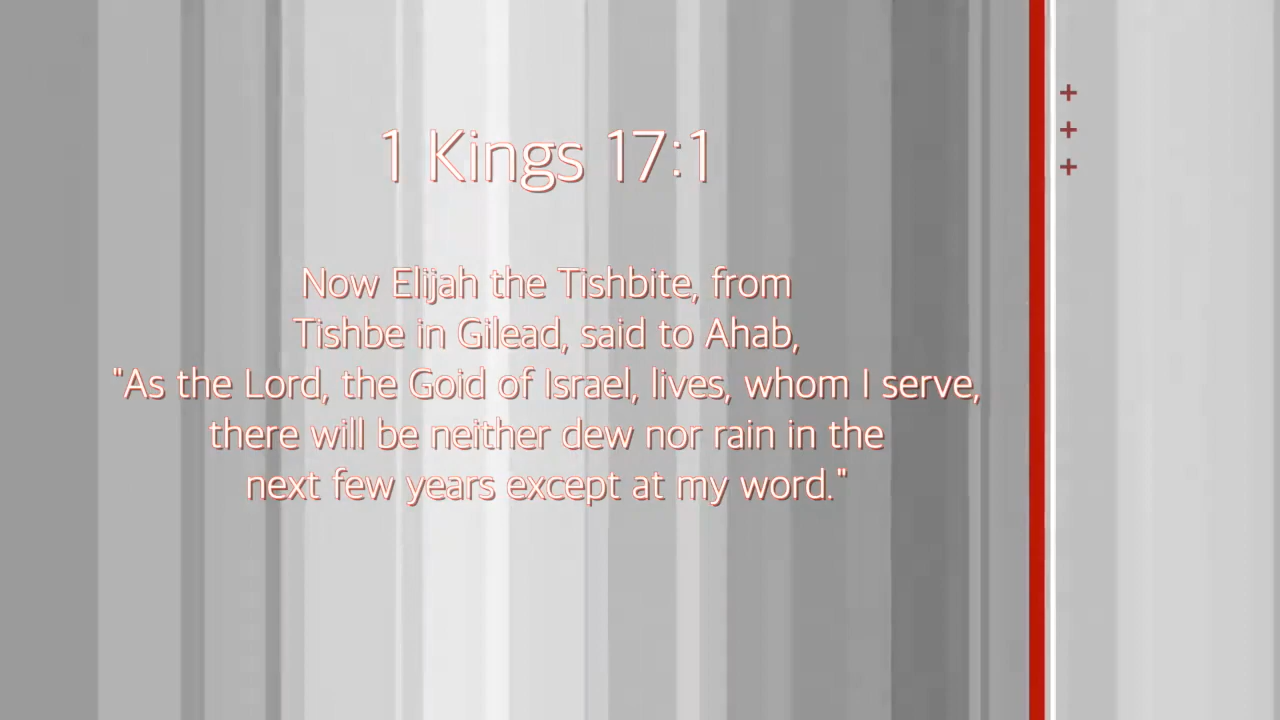 1 Kings 17:1
Now Elijah the Tishbite, from
Tishbe in Gilead, said to Ahab,
"As the Lord, the Goid of Israel, lives, whom I serve,
there will be neither dew nor rain in the
next few years except at my word."